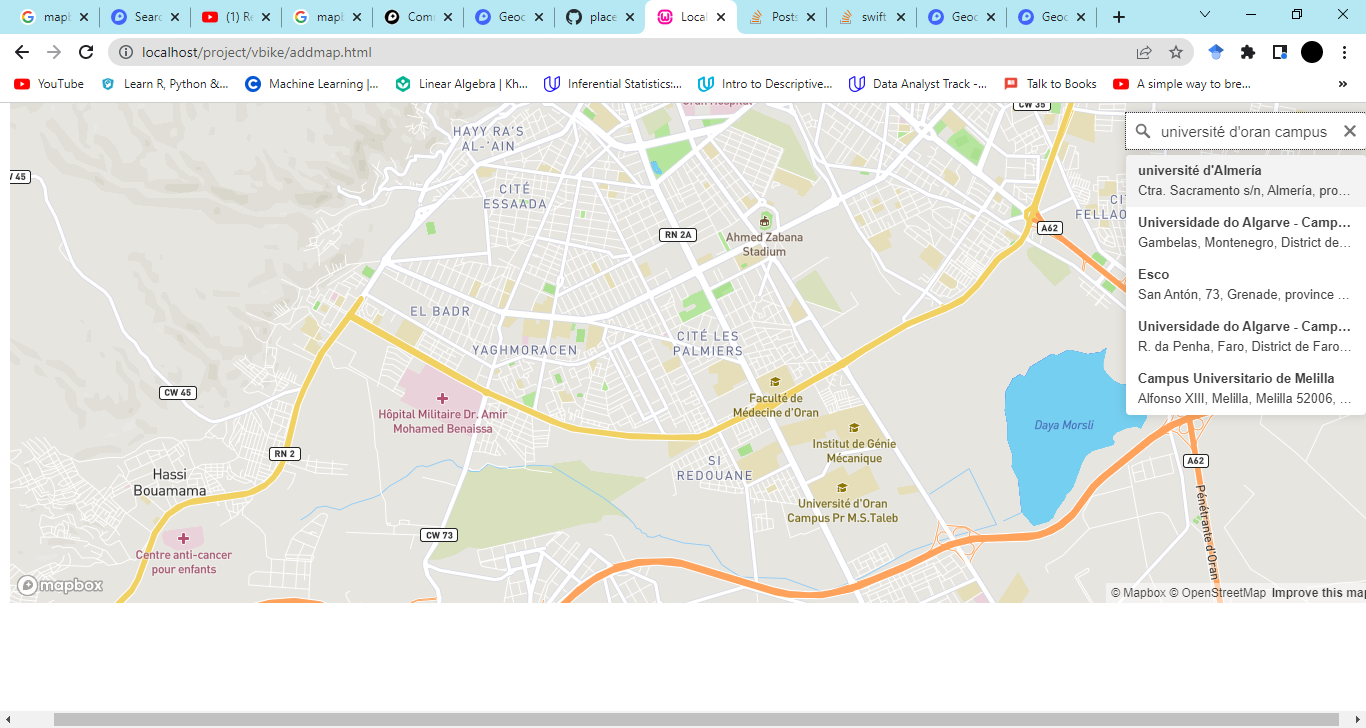 mapb
Searc
(1) Re
mapb
Com
Geoc
place
Local
Posts
swift
Geoc
Geoc
localhost/project/vbike/addmap.html
YouTube
Learn R, Python &...
Machine Learning |...
Linear Algebra | Kh...
Inferential Statistics:...
Intro to Descriptive...
Data Analyst Track -...
Talk to Books
A simple way to bre...
»
Oran Hospital
CW 35
HAYY RA'S
AL-'AIN
université d'oran campus
W 45
université d'Almería
Ctra. Sacramento s/n, Almería, pro...
CITÉ
ESSAADA
CI
FELLAO
Universidade do Algarve - Camp...
Gambelas, Montenegro, District de...
A62
RN 2A
Ahmed Zabana
Stadium
Esco
San Antón, 73, Grenade, province ...
EL BADR
Universidade do Algarve - Camp...
R. da Penha, Faro, District de Faro...
CITÉ LES
PALMIERS
YAGHMORACEN
Campus Universitario de Melilla
Alfonso XIII, Melilla, Melilla 52006, ...
CW 45
Faculté de
Médecine d'Oran
Hôpital Militaire Dr. Amir
Mohamed Benaissa
Daya Morsli
Institut de Génie
Mécanique
RN 2
A62
SI
REDOUANE
Hassi
Bouamama
Université d'Oran
Campus Pr M.S.Taleb
Pénétrante d'Oran
CW 73
Centre anti-cancer
pour enfants
mapbox
© Mapbox © OpenStreetMap Improve this map